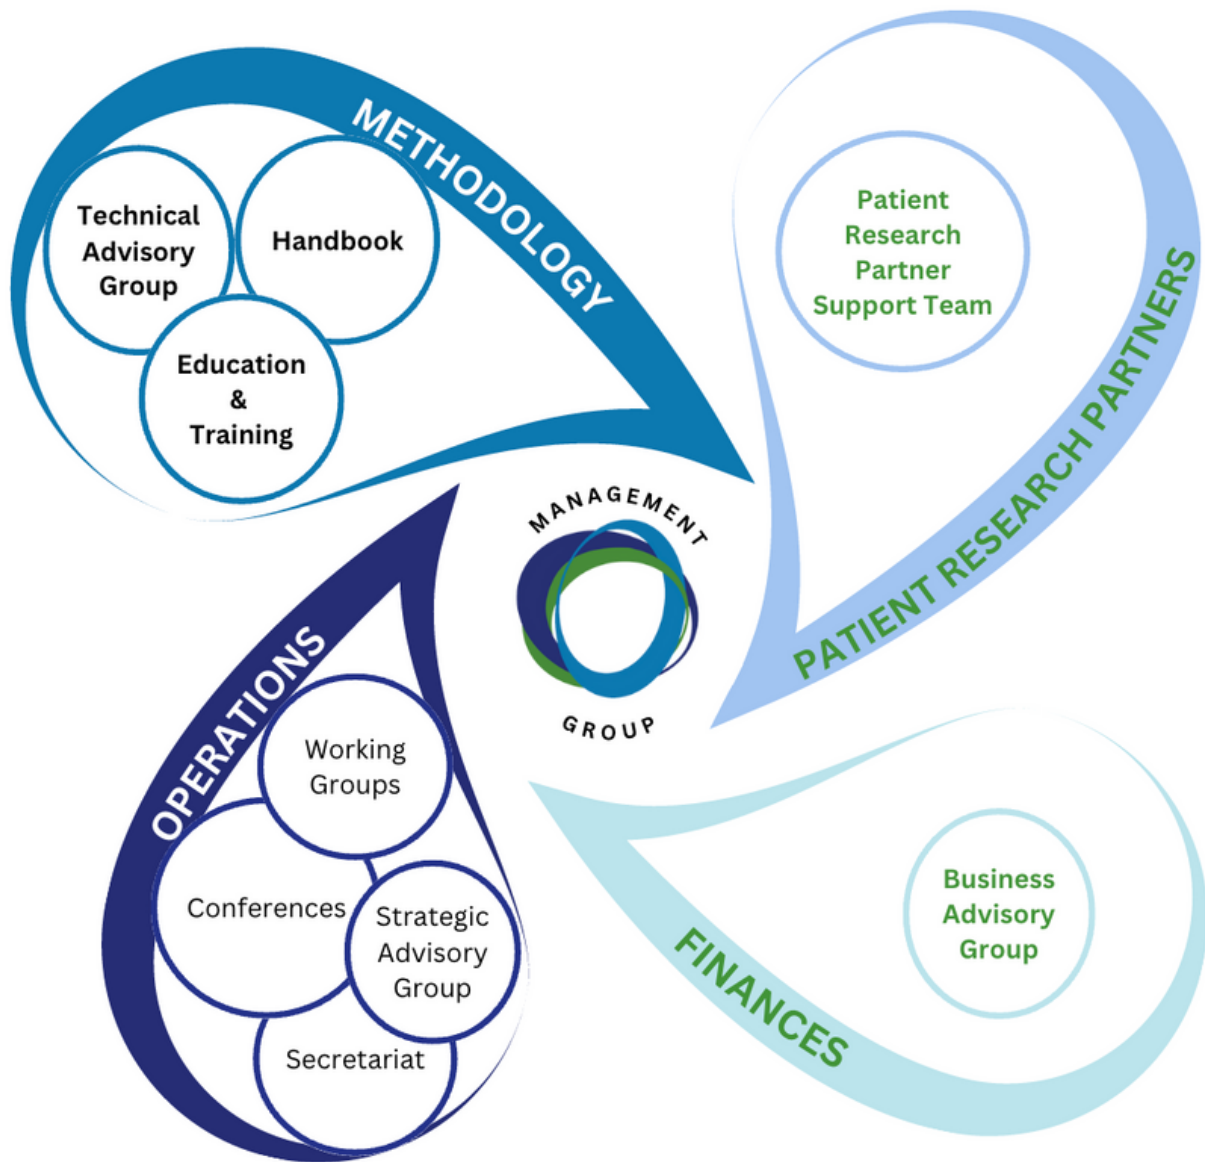 METHODOLOGY
Technical
Advisory
Group
Handbook
Education
&
Training
Patient
Research
Partner
Support Team
PATIENT RESEARCH PARTNERS
MANAGEMENT
GROUP
OPERATIONS
Working
Groups
Conferences
Strategic
Advisory
Group
Secretariat
Business
Advisory
Group
FINANCES